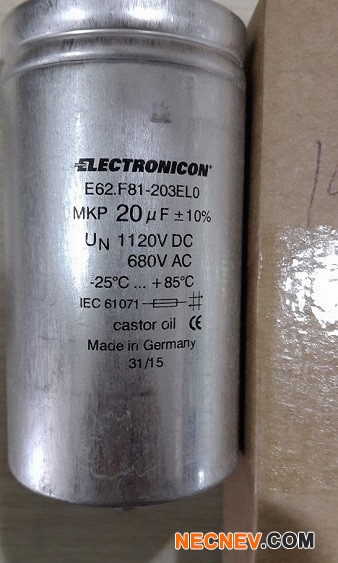 ELECTRONICON®
E62.F81-203EL0
MKP 20 µF ±10%
UN 1120V DC
680V AC
-25°C ... +85°C
IEC 61071
castor oil CE
Made in Germany
31/15
NECNEV.COM